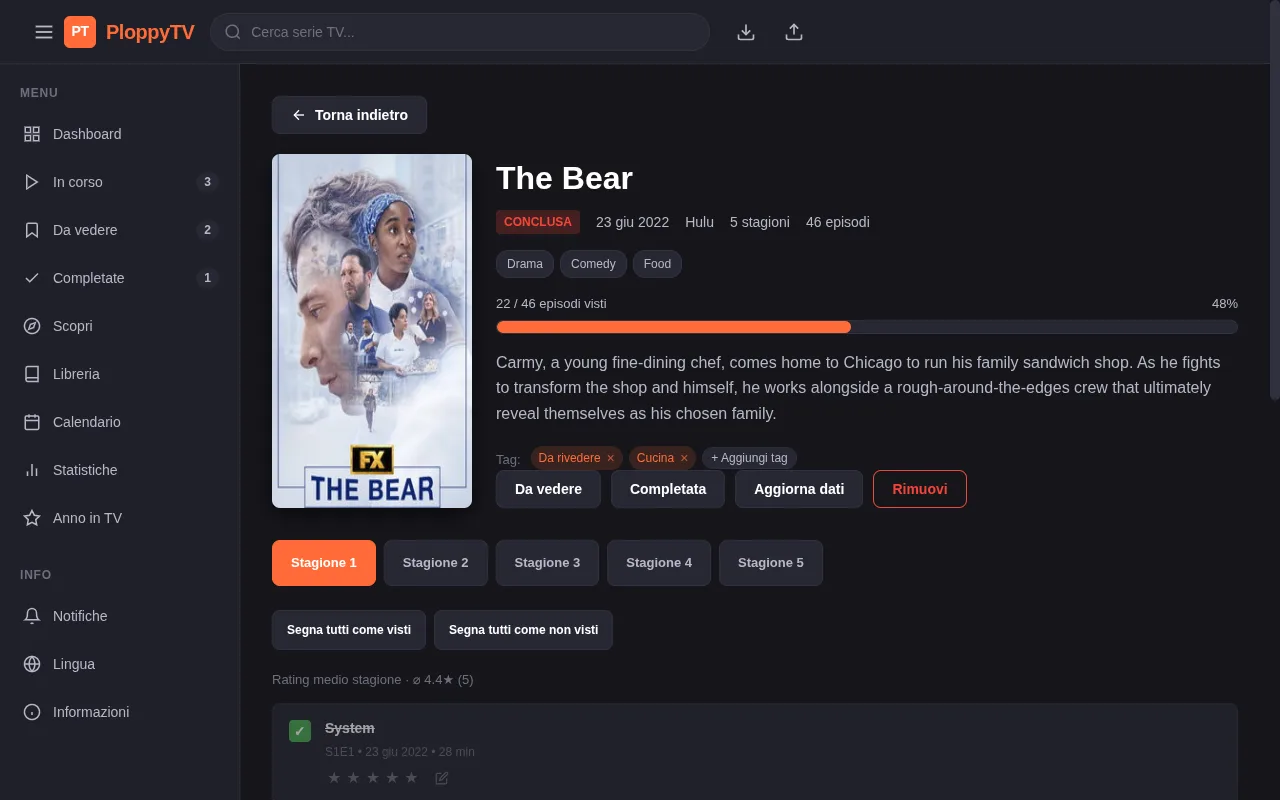 PT PloppyTV
Cerca serie TV...
MENU
Dashboard
In corso 3
Da vedere 2
Completate 1
Scopri
Libreria
Calendario
Statistiche
Anno in TV
INFO
Notifiche
Lingua
Informazioni
Torna indietro
FX
THE BEAR
The Bear
CONCLUSA 23 giu 2022 Hulu 5 stagioni 46 episodi
Drama Comedy Food
22 / 46 episodi visti 48%
Carmy, a young fine-dining chef, comes home to Chicago to run his family sandwich shop. As he fights
to transform the shop and himself, he works alongside a rough-around-the-edges crew that ultimately
reveal themselves as his chosen family.
Tag: Da rivedere × Cucina × + Aggiungi tag
Da vedere Completata Aggiorna dati Rimuovi
Stagione 1 Stagione 2 Stagione 3 Stagione 4 Stagione 5
Segna tutti come visti Segna tutti come non visti
Rating medio stagione · ⌀ 4.4★ (5)
✓ System
S1E1 • 23 giu 2022 • 28 min
★ ★ ★ ★ ★